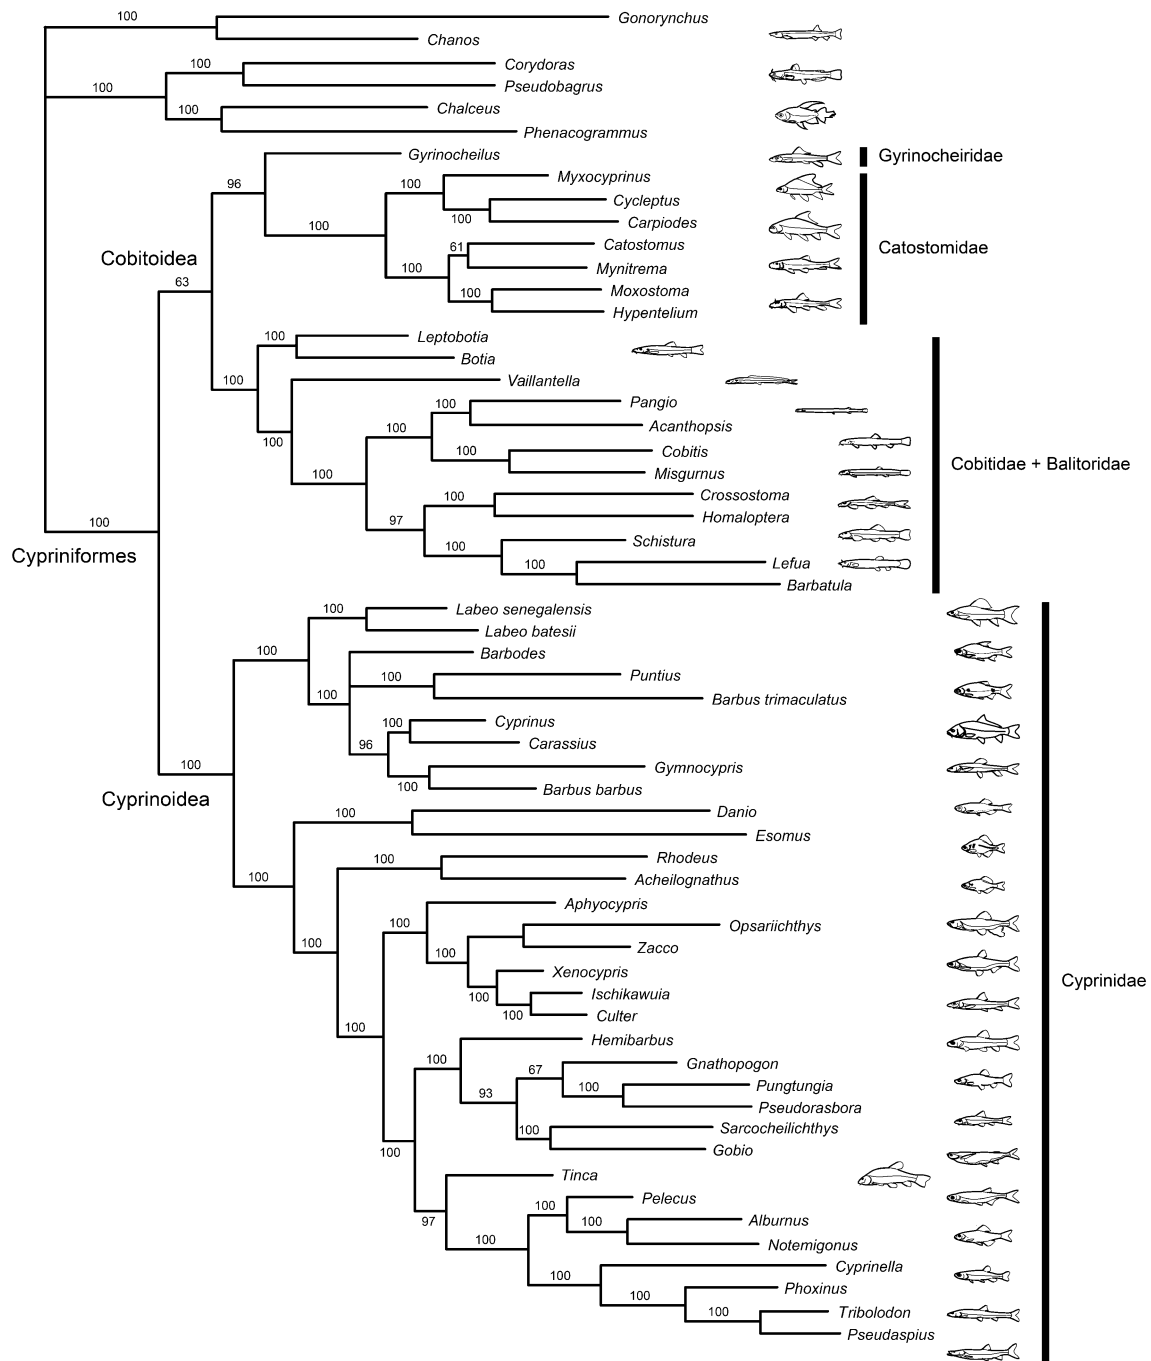 100
Gonorynchus
Chanos
100
Corydoras
Pseudobagrus
100
100
Chalceus
Phenacogrammus
Gyrinocheilus
Gyrinocheiridae
96
100
Myxocyprinus
Cycleptus
100
Carpiodes
100
Catostomidae
Cobitoidea
61
Catostomus
Mynitrema
100
63
100
Moxostoma
Hypentelium
100
Leptobotia
Botia
100
Vaillantella
100
Pangio
100
Acanthopsis
100
100
Cobitis
Misgurnus
Cobitidae + Balitoridae
100
100
Crossostoma
Homaloptera
97
100
Cypriniformes
Schistura
100
100
Lefua
Barbatula
100
Labeo senegalensis
Labeo batesii
100
Barbodes
100
Puntius
100
Barbus trimaculatus
100
Cyprinus
Carassius
96
100
Gymnocypris
100
Barbus barbus
Cyprinoidea
100
Danio
Esomus
100
Rhodeus
100
Acheilognathus
Aphyocypris
100
Opsariichthys
Zacco
100
100
Xenocypris
100
Ischikawuia
100
Culter
Cyprinidae
100
Hemibarbus
100
67
Gnathopogon
100
Pungtungia
93
Pseudorasbora
100
Sarcocheilichthys
Gobio
100
Tinca
97
100
Pelecus
100
Alburnus
100
Notemigonus
Cyprinella
100
Phoxinus
100
Tribolodon
100
Pseudaspius